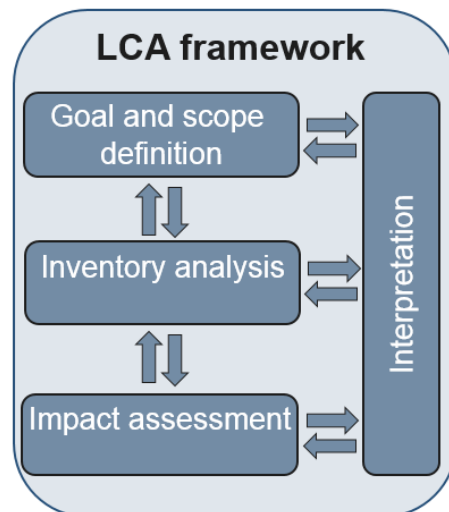 LCA framework
Goal and scope
definition
Inventory analysis
Impact assessment
Interpretation